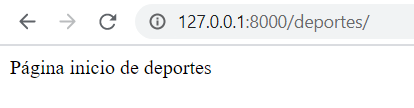 127.0.0.1:8000/deportes/
Página inicio de deportes